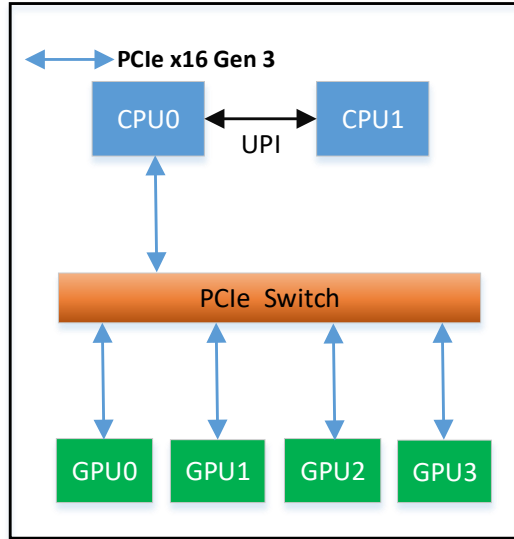 PCIe x16 Gen 3
CPU0
CPU1
UPI
PCIe Switch
GPU0
GPU1
GPU2
GPU3